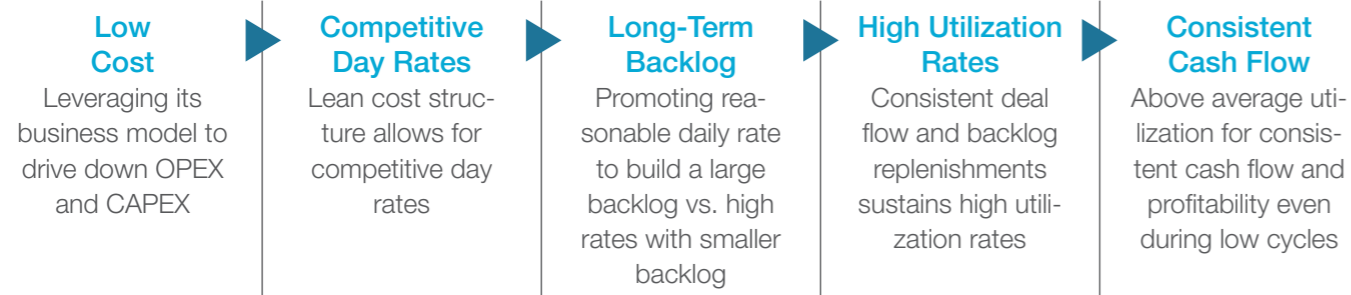 Low
Cost
Leveraging its
business model to
drive down OPEX
and CAPEX
Competitive
Day Rates
Lean cost struc-
ture allows for
competitive day
rates
Long-Term
Backlog
Promoting rea-
sonable daily rate
to build a large
backlog vs. high
rates with smaller
backlog
High Utilization
Rates
Consistent deal
flow and backlog
replenishments
sustains high utili-
zation rates
Consistent
Cash Flow
Above average uti-
lization for consis-
tent cash flow and
profitability even
during low cycles